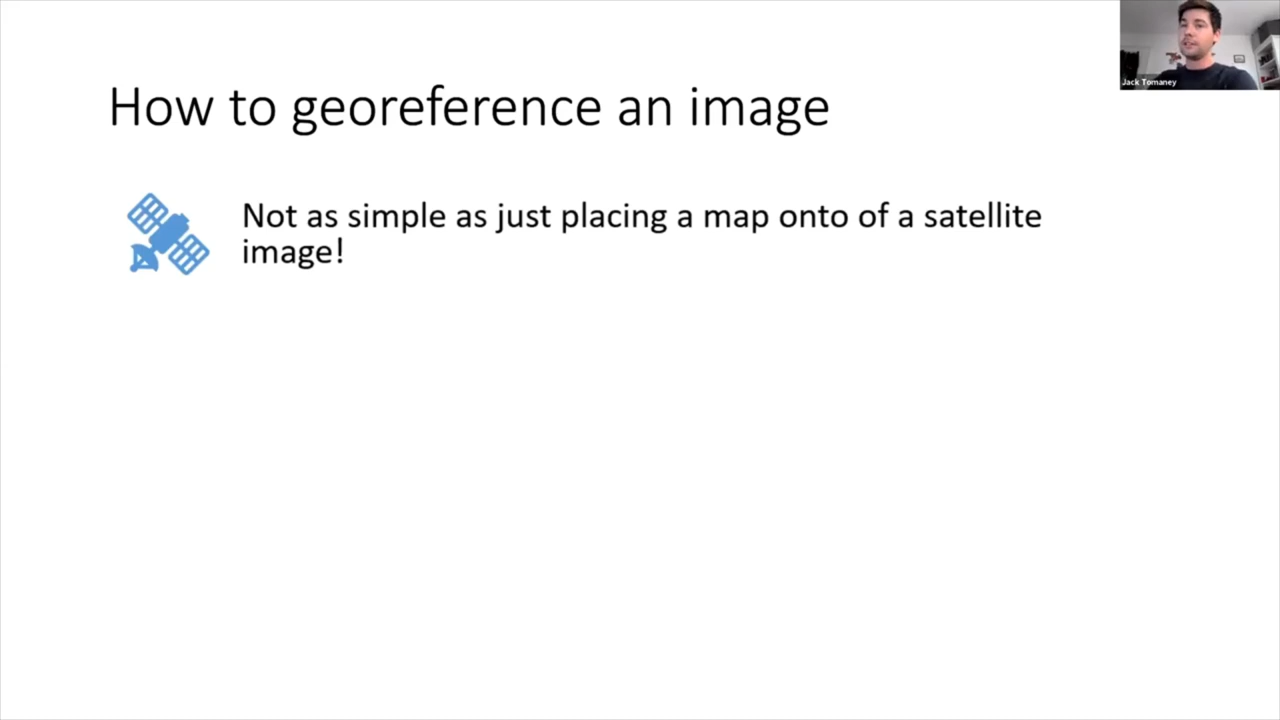 How to georeference an image
Not as simple as just placing a map onto of a satellite
image!
Jack Tomaney